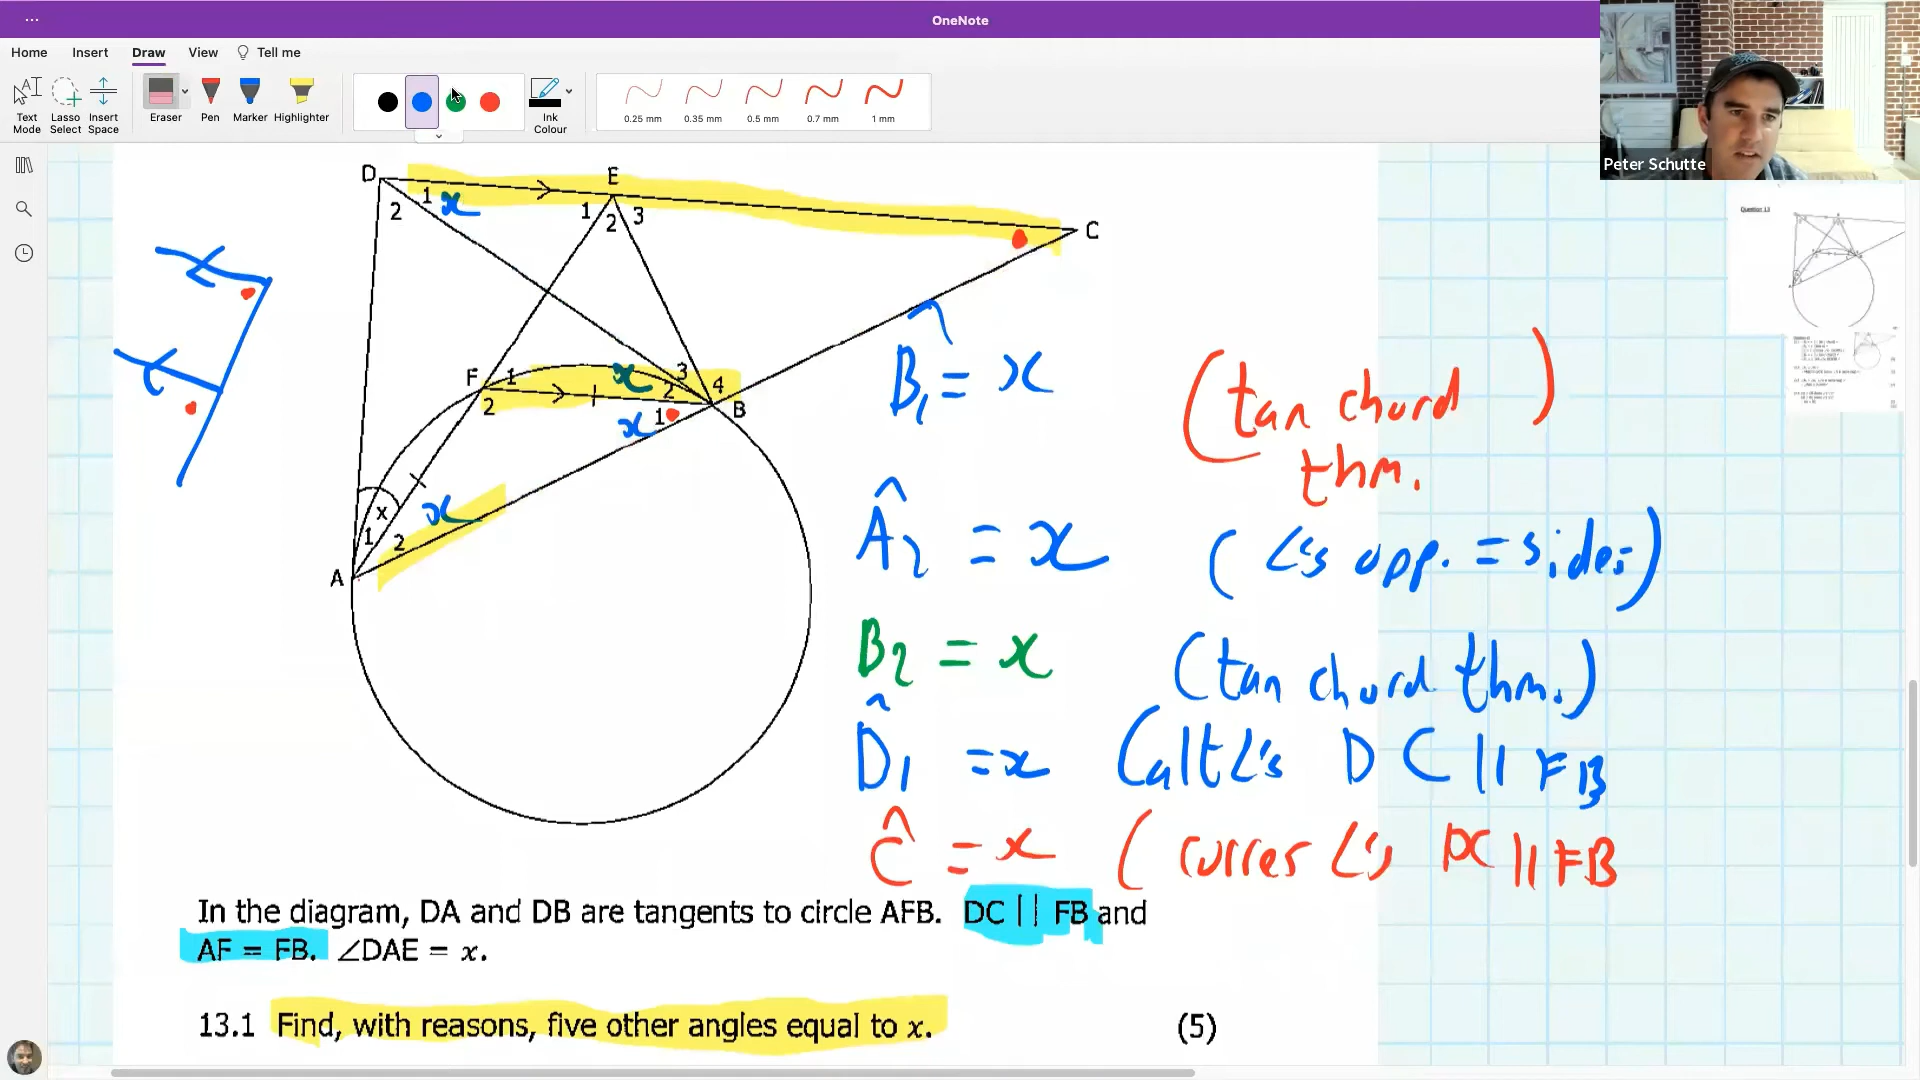 OneNote
Home Insert Draw View Tell me
Text Mode
Lasso Select
Insert Space
Eraser
Pen
Marker
Highlighter
Ink Colour
0.25 mm 0.35 mm 0.5 mm 0.7 mm 1 mm
Peter Schutte
Question 13
D 1 x 2
E 1 2 3
C
F 1 2
x 3 2 4 B
x 1
x 1 x 2
A
B̂₁ = x (tan chord thm.)
Â₂ = x (∠'s opp. = sides)
B₂ = x (tan chord thm.)
D̂₁ = x (alt ∠'s DC || FB
Ĉ = x (corres ∠'s DC || FB
In the diagram, DA and DB are tangents to circle AFB. DC || FB and
AF = FB. ∠DAE = x.
13.1 Find, with reasons, five other angles equal to x. (5)